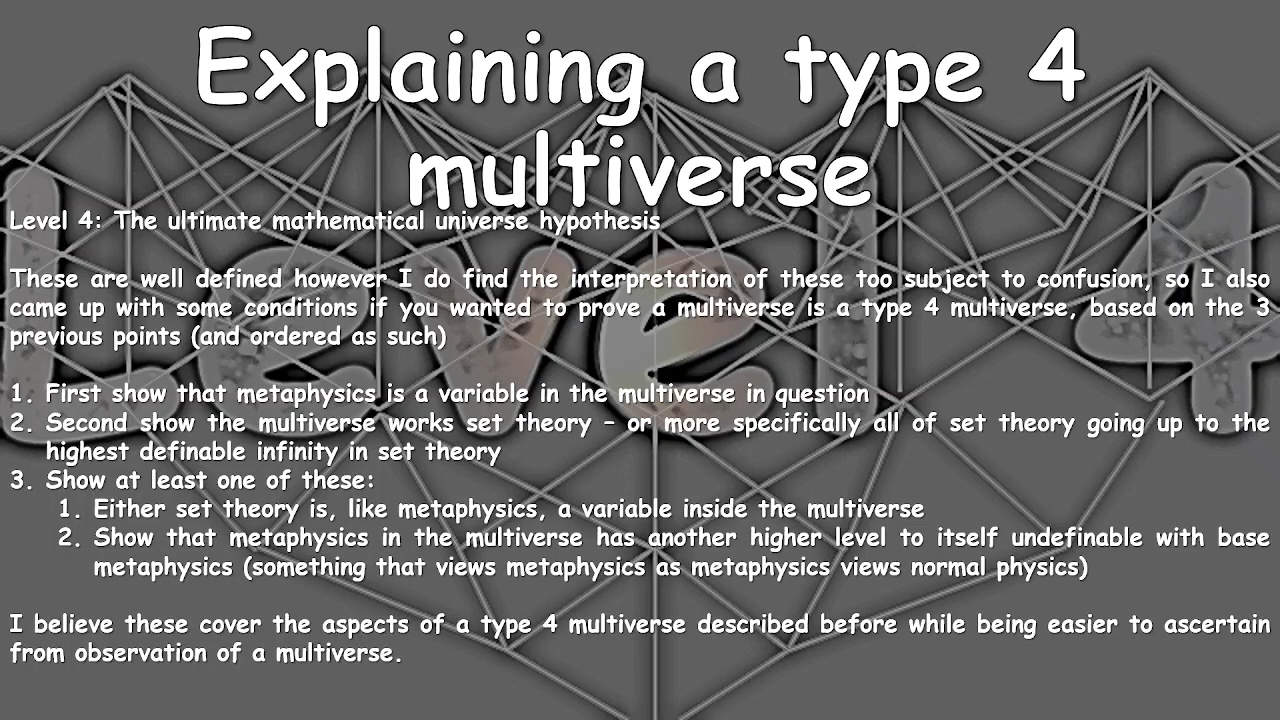 Explaining a type 4
multiverse
Level 4: The ultimate mathematical universe hypothesis
These are well defined however I do find the interpretation of these too subject to confusion, so I also
came up with some conditions if you wanted to prove a multiverse is a type 4 multiverse, based on the 3
previous points (and ordered as such)
1. First show that metaphysics is a variable in the multiverse in question
2. Second show the multiverse works set theory – or more specifically all of set theory going up to the
highest definable infinity in set theory
3. Show at least one of these:
1. Either set theory is, like metaphysics, a variable inside the multiverse
2. Show that metaphysics in the multiverse has another higher level to itself undefinable with base
metaphysics (something that views metaphysics as metaphysics views normal physics)
I believe these cover the aspects of a type 4 multiverse described before while being easier to ascertain
from observation of a multiverse.
Level 4